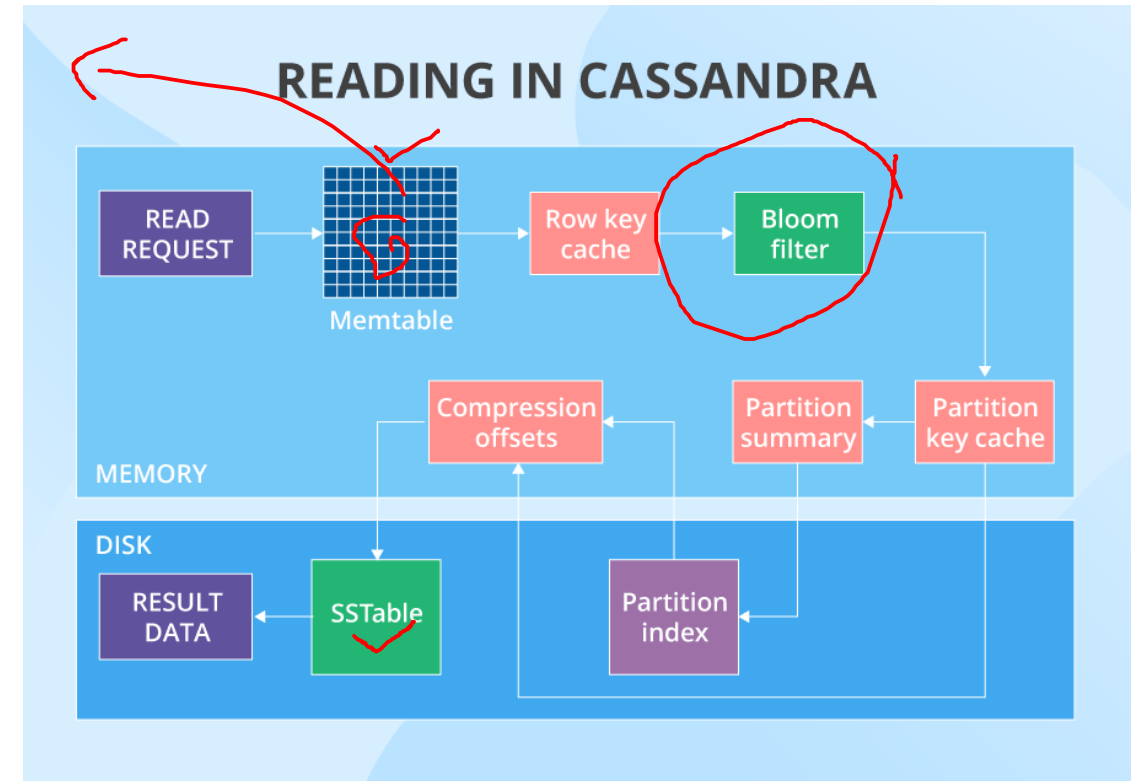 READING IN CASSANDRA
READ
REQUEST
Memtable
Row key
cache
Bloom
filter
Compression
offsets
Partition
summary
Partition
key cache
MEMORY
DISK
RESULT
DATA
SSTable
Partition
index